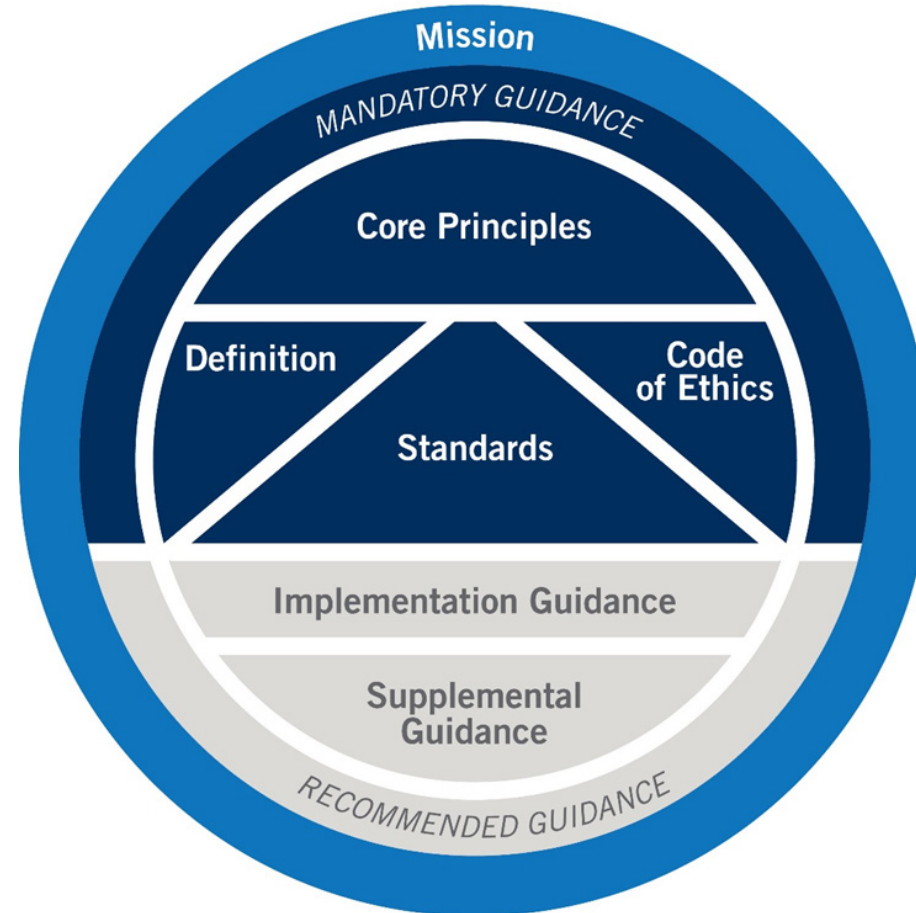 Mission
MANDATORY GUIDANCE
Core Principles
Definition
Code
of Ethics
Standards
Implementation Guidance
Supplemental
Guidance
RECOMMENDED GUIDANCE